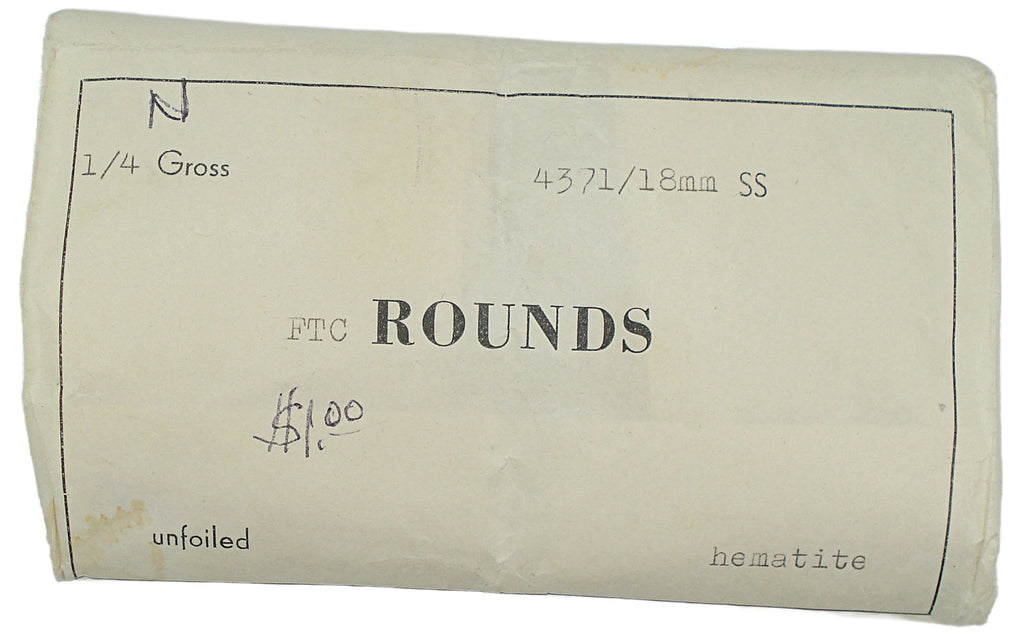 N
1/4 Gross 4371/18mm SS
FTC ROUNDS
$1.00
unfoiled hematite